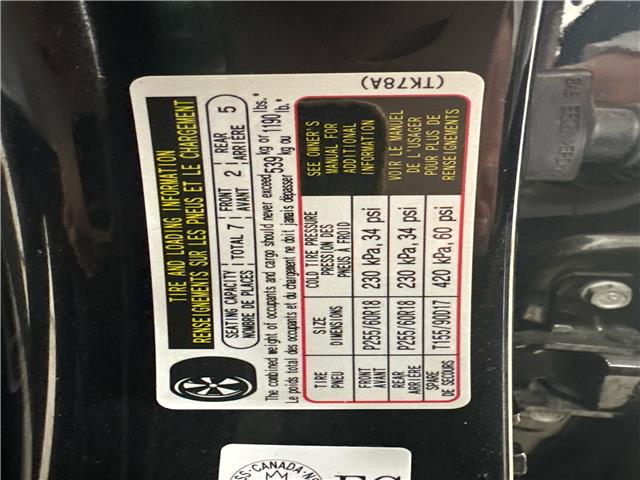 TIRE AND LOADING INFORMATION
RENSEIGNEMENTS SUR LES PNEUS ET LE CHARGEMENT
SEATING CAPACITY TOTAL 7 FRONT 2 REAR 5
NOMBRE DE PLACES AVANT ARRIÈRE
The combined weight of occupants and cargo should never exceed 539 kg or 1190 lbs.*
Le poids total des occupants et du chargement ne doit jamais dépasser kg ou lb.*
TIRE SIZE COLD TIRE PRESSURE
PNEU DIMENSIONS PRESSION DES PNEUS À FROID
FRONT P255/60R18 230 kPa, 34 psi
AVANT
REAR P255/60R18 230 kPa, 34 psi
ARRIÈRE
SPARE T155/90D17 420 kPa, 60 psi
DE SECOURS
SEE OWNER'S
MANUAL FOR
ADDITIONAL
INFORMATION
VOIR LE MANUEL
DE L'USAGER
POUR PLUS DE
RENSEIGNEMENTS
(TK78A)
CANADA